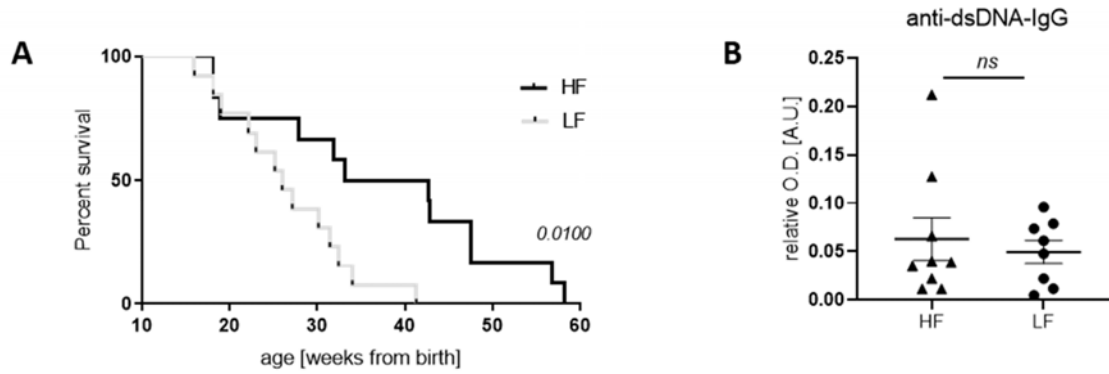 A
100
50
0
Percent survival
10 20 30 40 50 60
age [weeks from birth]
HF
LF
0.0100
B
anti-dsDNA-IgG
ns
0.25
0.20
0.15
0.10
0.05
0.00
relative O.D. [A.U.]
HF LF